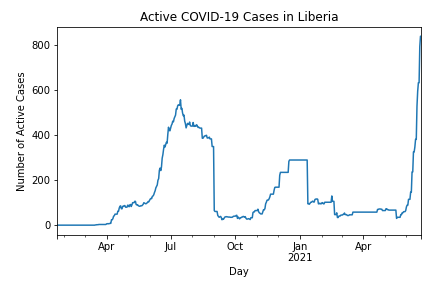 Active COVID-19 Cases in Liberia
Number of Active Cases
800
600
400
200
0
Apr
Jul
Oct
Jan
2021
Apr
Day